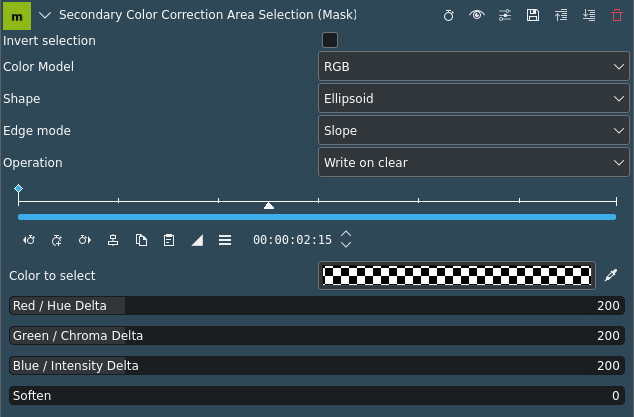 m Secondary Color Correction Area Selection (Mask)
Invert selection
Color Model RGB
Shape Ellipsoid
Edge mode Slope
Operation Write on clear
00:00:02:15
Color to select
Red / Hue Delta 200
Green / Chroma Delta 200
Blue / Intensity Delta 200
Soften 0